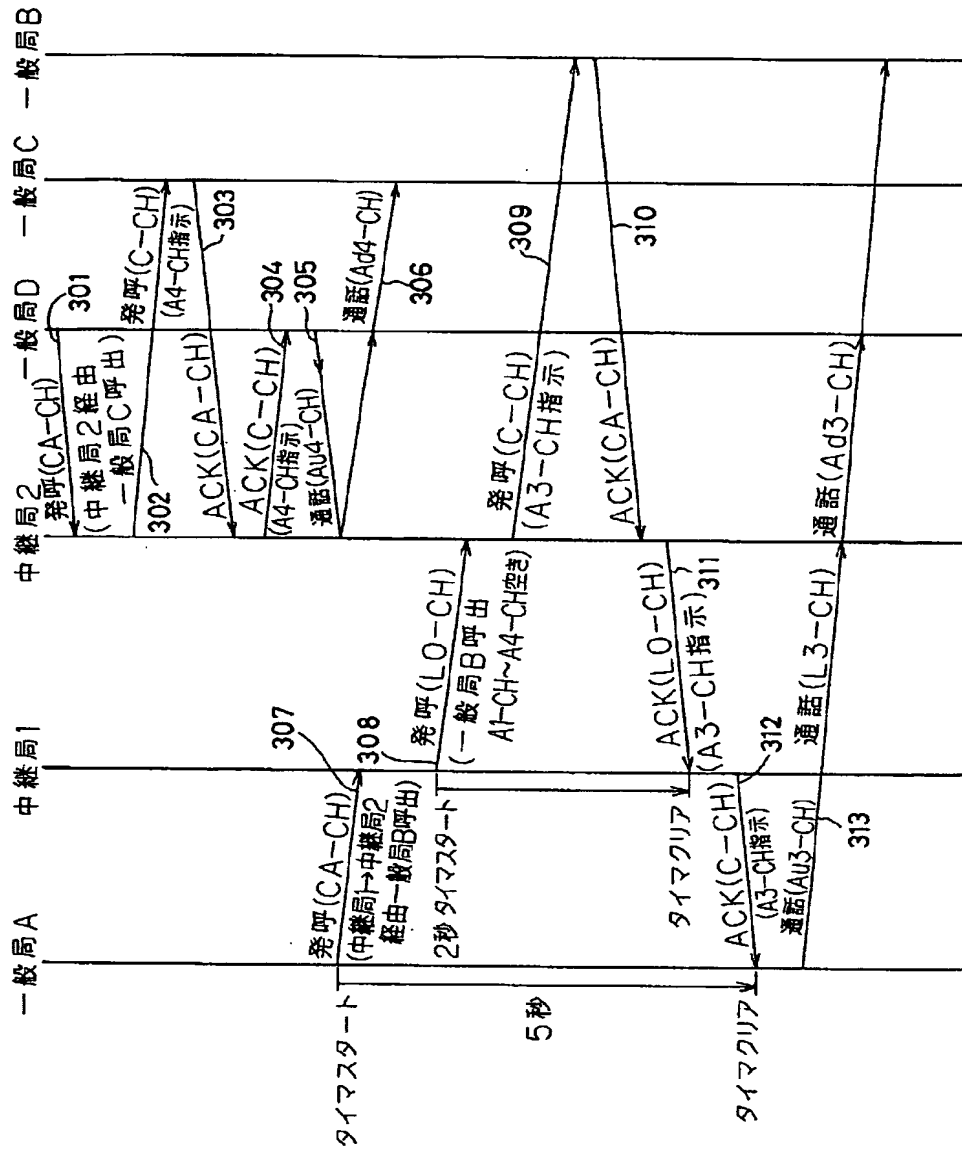 一般局A
中継局1
中継局2
一般局D
一般局C
一般局B
発呼(CA-CH)
301
(中継局2経由
一般局C呼出)
302
発呼(C-CH)
(A4-CH指示)
303
ACK(CA-CH)
ACK(C-CH)
304
(A4-CH指示)
305
通話(Au4-CH)
通話(Ad4-CH)
306
タイマスタート
発呼(CA-CH)
307
(中継局1→中継局2
経由一般局B呼出)
308
2秒タイマスタート
発呼(L0-CH)
(一般局B呼出
A1-CH~A4-CH空き)
発呼(C-CH)
309
(A3-CH指示)
310
ACK(CA-CH)
5秒
ACK(L0-CH)
311
(A3-CH指示)
タイマクリア
312
ACK(C-CH)
(A3-CH指示)
タイマクリア
通話(Au3-CH)
313
通話(L3-CH)
通話(Ad3-CH)